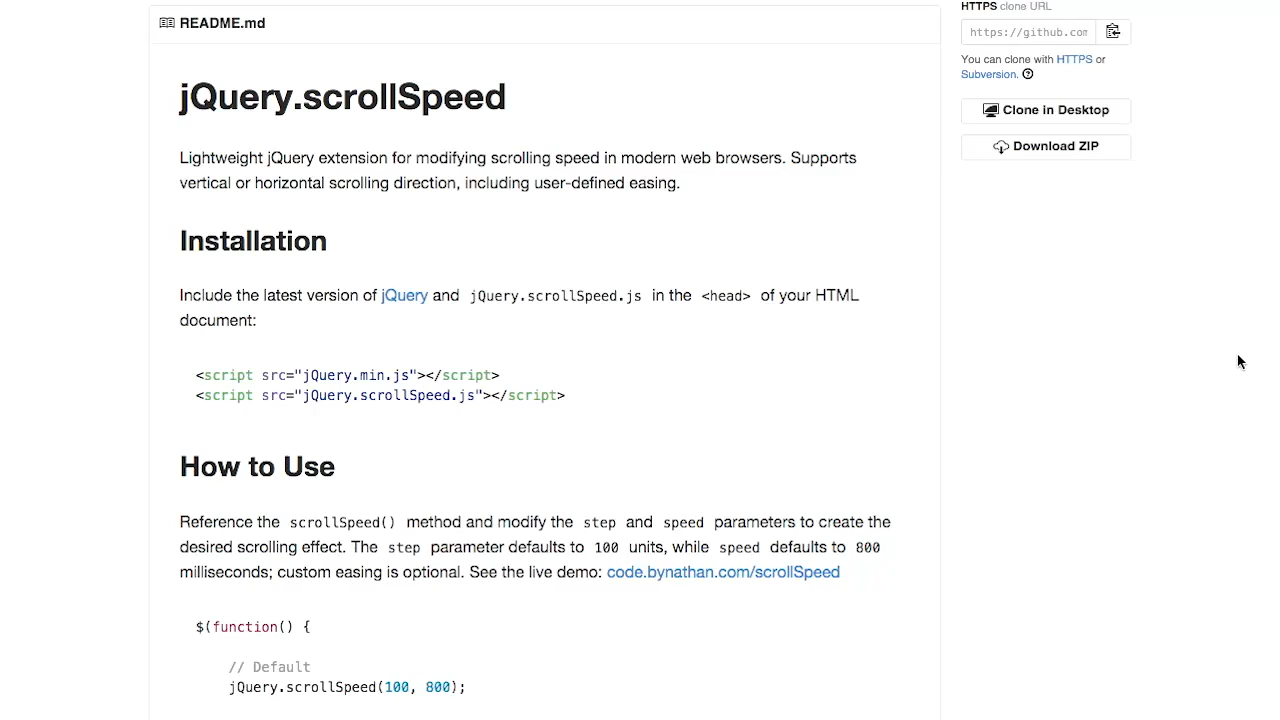 README.md
jQuery.scrollSpeed
Lightweight jQuery extension for modifying scrolling speed in modern web browsers. Supports
vertical or horizontal scrolling direction, including user-defined easing.
Installation
Include the latest version of jQuery and jQuery.scrollSpeed.js in the <head> of your HTML
document:
<script src="jQuery.min.js"></script>
<script src="jQuery.scrollSpeed.js"></script>
How to Use
Reference the scrollSpeed() method and modify the step and speed parameters to create the
desired scrolling effect. The step parameter defaults to 100 units, while speed defaults to 800
milliseconds; custom easing is optional. See the live demo: code.bynathan.com/scrollSpeed
$(function() {
// Default
jQuery.scrollSpeed(100, 800);
HTTPS clone URL
https://github.com
You can clone with HTTPS or
Subversion.
Clone in Desktop
Download ZIP